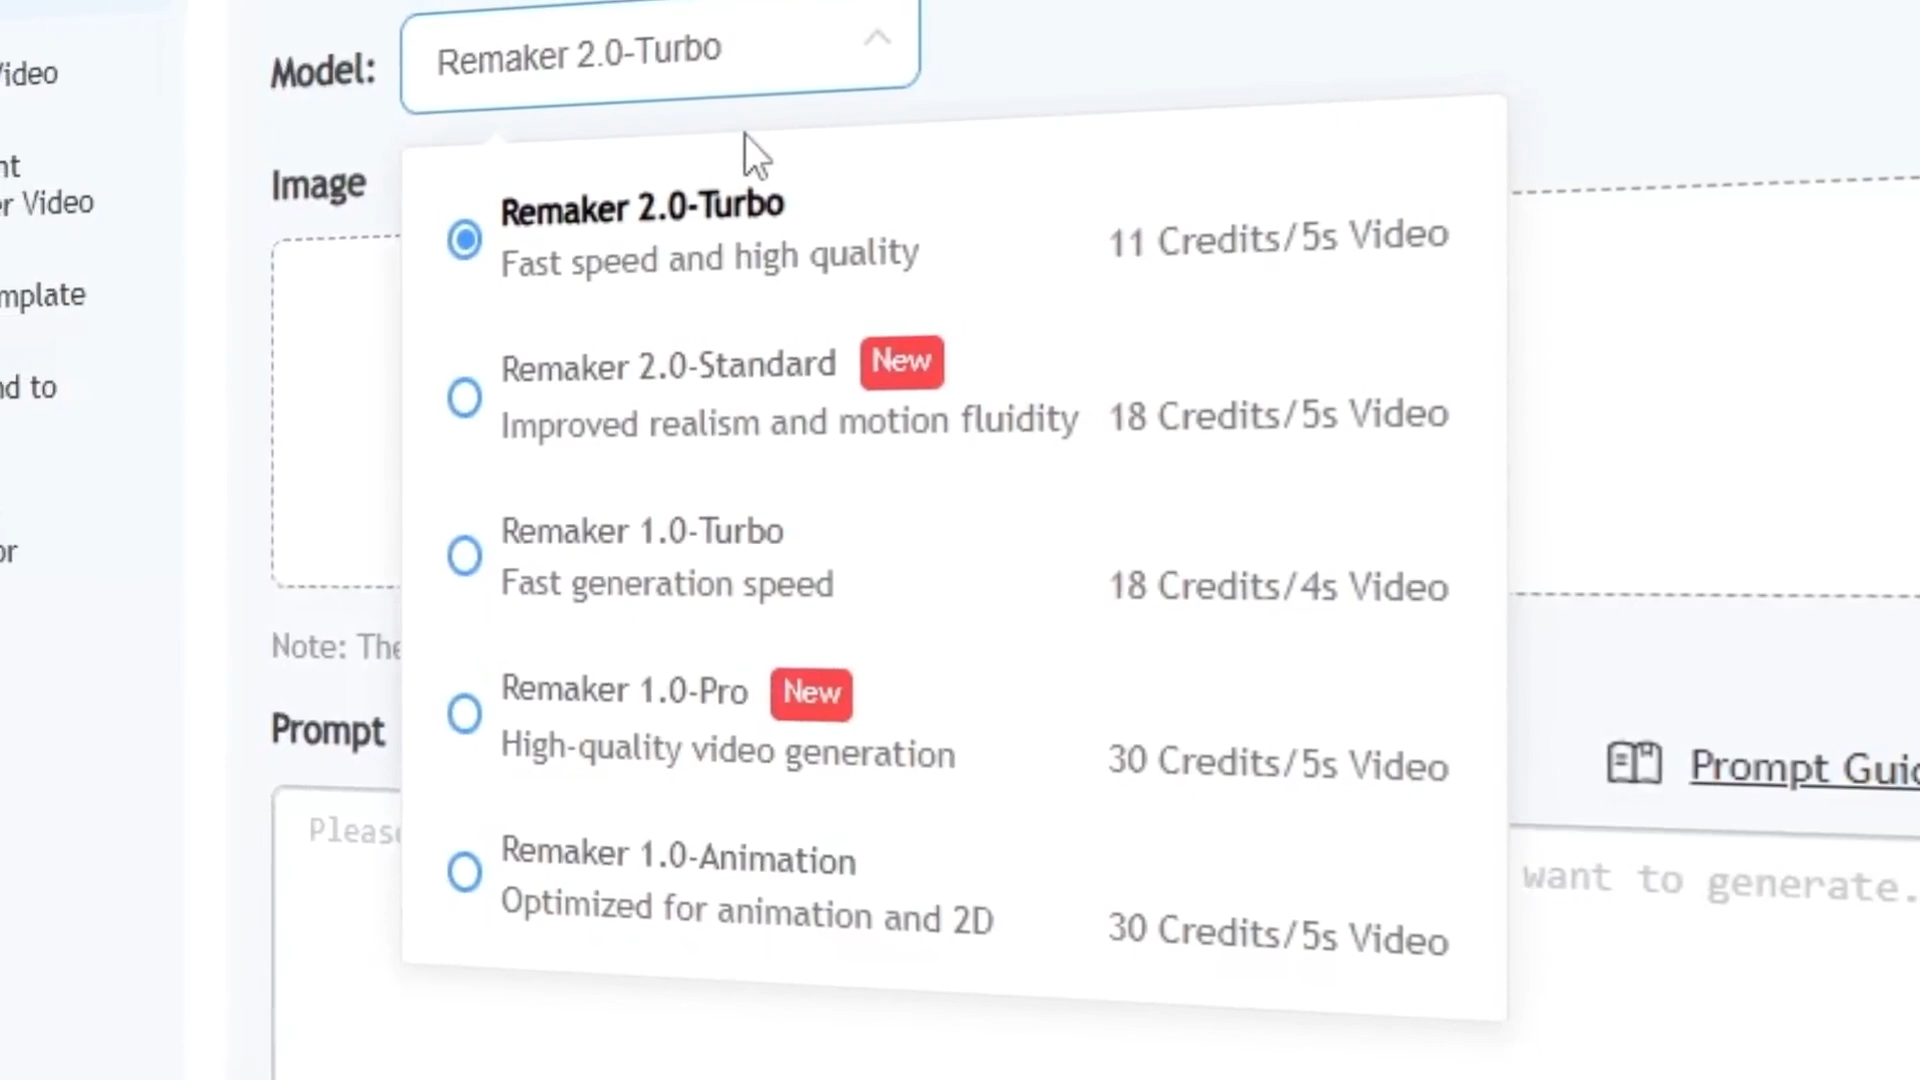 Video
nt
er Video
mplate
nd to
or
Model:
Remaker 2.0-Turbo
Image
Remaker 2.0-Turbo
Fast speed and high quality
11 Credits/5s Video
Remaker 2.0-Standard New
Improved realism and motion fluidity
18 Credits/5s Video
Remaker 1.0-Turbo
Fast generation speed
18 Credits/4s Video
Remaker 1.0-Pro New
High-quality video generation
30 Credits/5s Video
Remaker 1.0-Animation
Optimized for animation and 2D
30 Credits/5s Video
Note: The
Prompt
Prompt Guid
Please
want to generate.